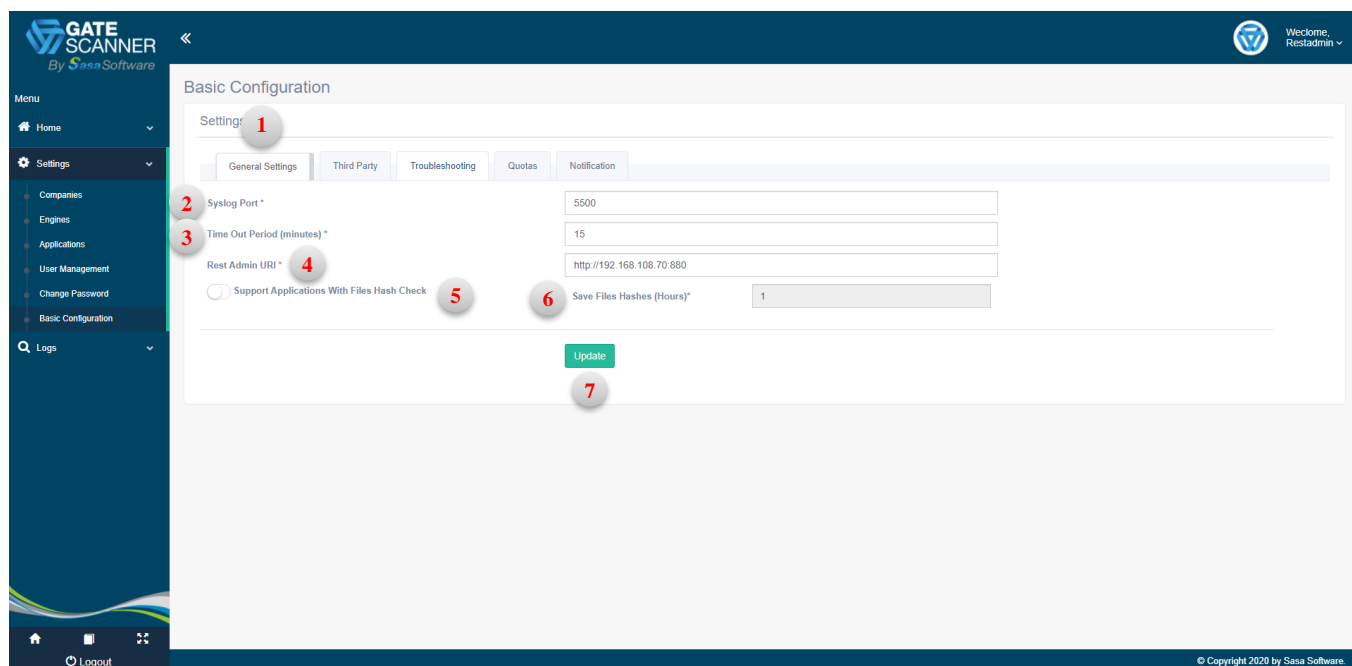 GATE
SCANNER
By Sasa Software
Weclome,
Restadmin
Menu
Home
Settings
Companies
Engines
Applications
User Management
Change Password
Basic Configuration
Logs
Logout
Basic Configuration
Settings
1
General Settings Third Party Troubleshooting Quotas Notification
2 Syslog Port * 5500
3 Time Out Period (minutes) * 15
Rest Admin URI * 4 http://192.168.108.70:880
Support Applications With Files Hash Check 5 6 Save Files Hashes (Hours)* 1
Update
7
© Copyright 2020 by Sasa Software.